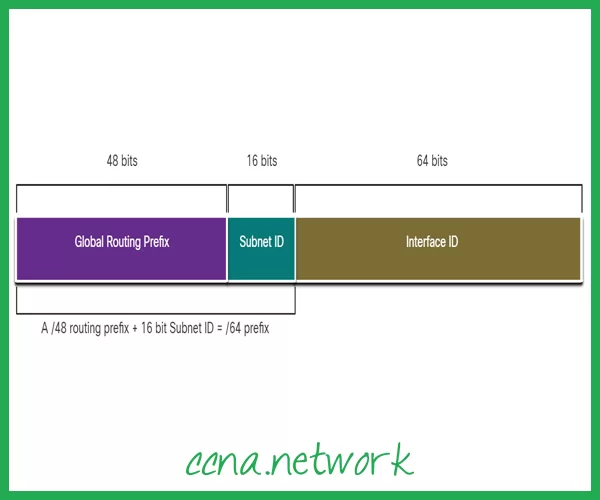 48 bits 16 bits 64 bits
Global Routing Prefix Subnet ID Interface ID
A /48 routing prefix + 16 bit Subnet ID = /64 prefix
ccna.network